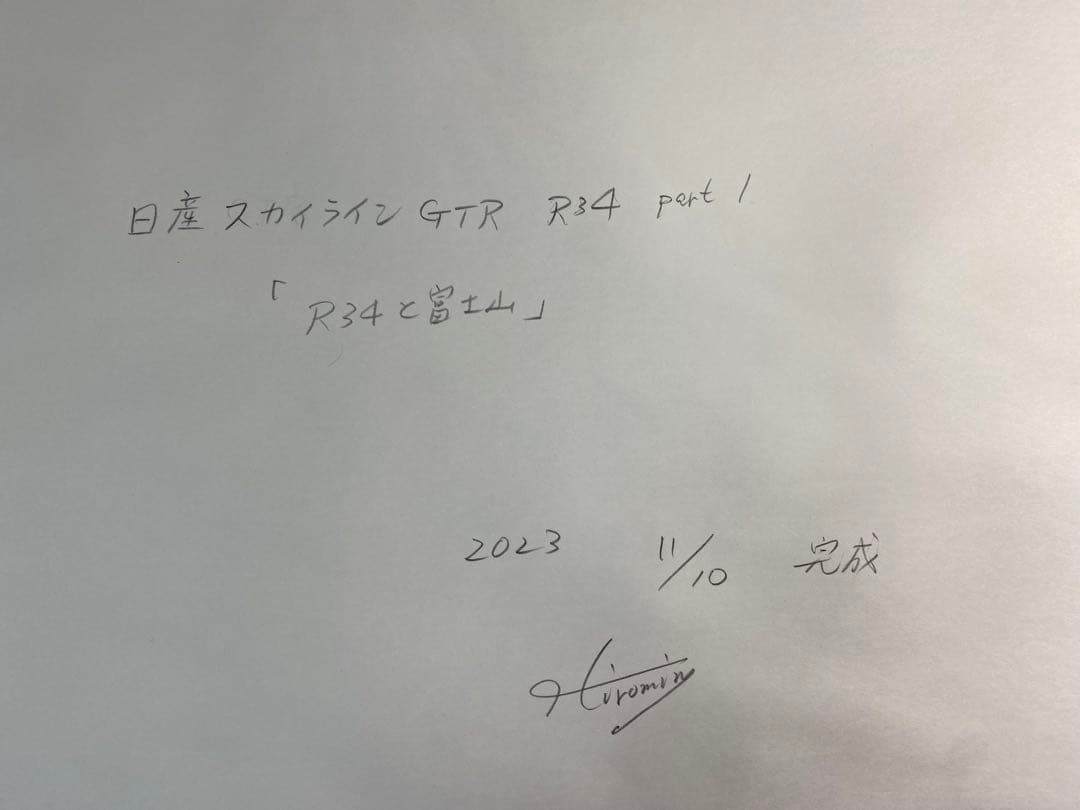 日産 スカイライン GTR R34 part 1
「R34と富士山」
2023 11/10 完成
Hiromin